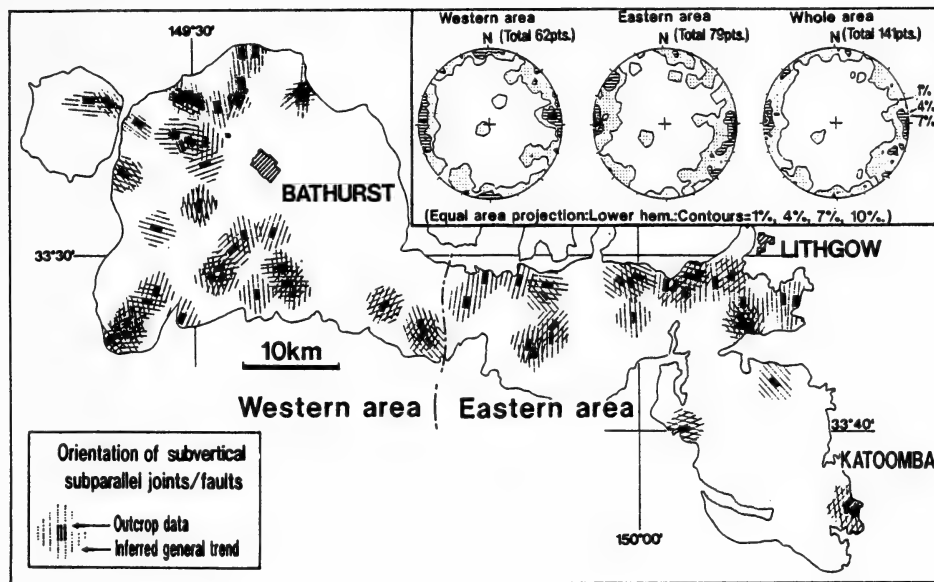 149°30'
Western area
N (Total 62pts.)
Eastern area
N (Total 79pts.)
Whole area
N (Total 141pts.)
1%
4%
7%
(Equal area projection:Lower hem.:Contours=1%, 4%, 7%, 10%.)
BATHURST
LITHGOW
33°30'
10km
Western area
Eastern area
33°40'
KATOOMBA
150°00'
Orientation of subvertical
subparallel joints/faults
Outcrop data
Inferred general trend